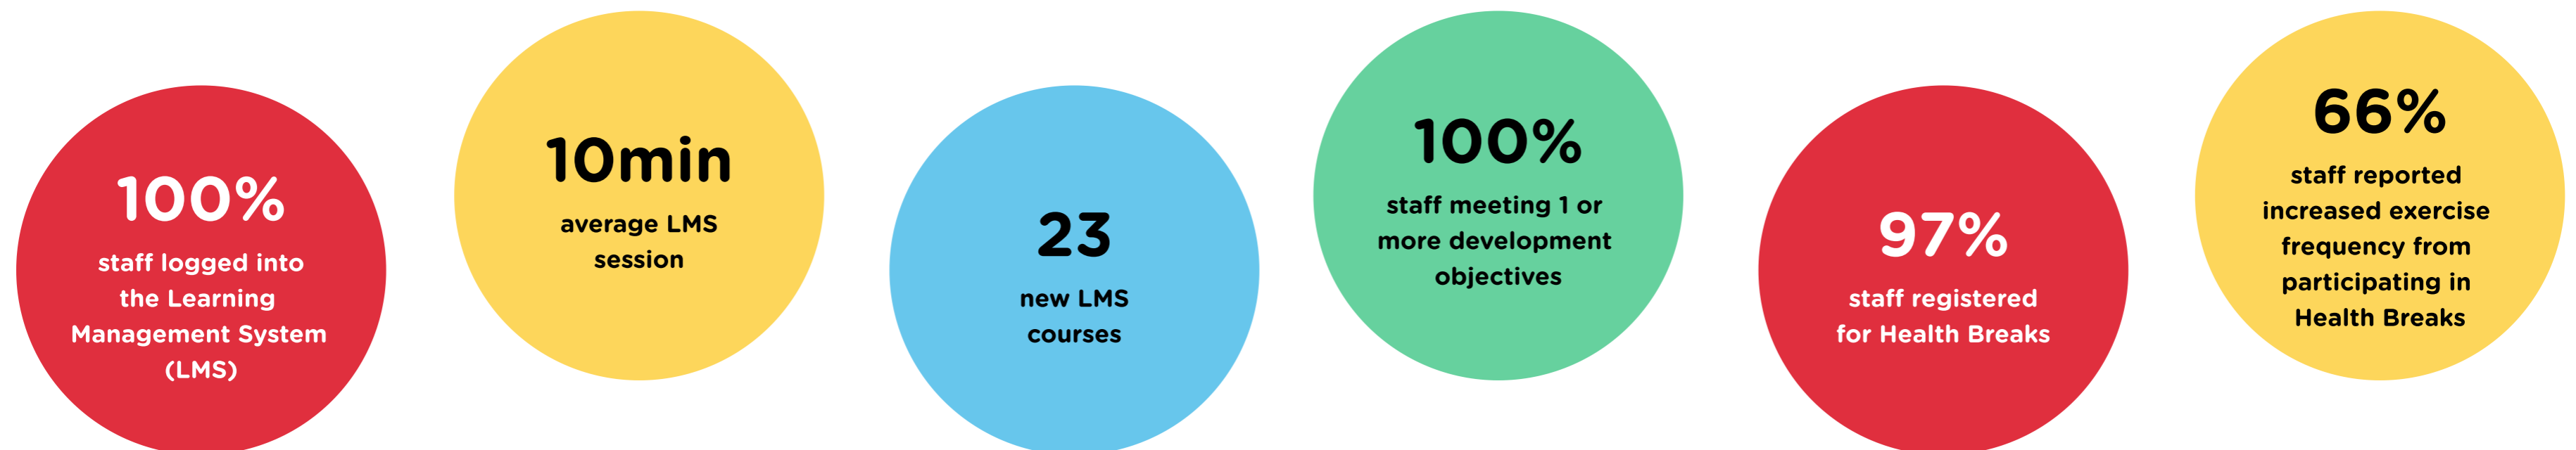 100%
staff logged into
the Learning
Management System
(LMS)
10min
average LMS
session
23
new LMS
courses
100%
staff meeting 1 or
more development
objectives
97%
staff registered
for Health Breaks
66%
staff reported
increased exercise
frequency from
participating in
Health Breaks